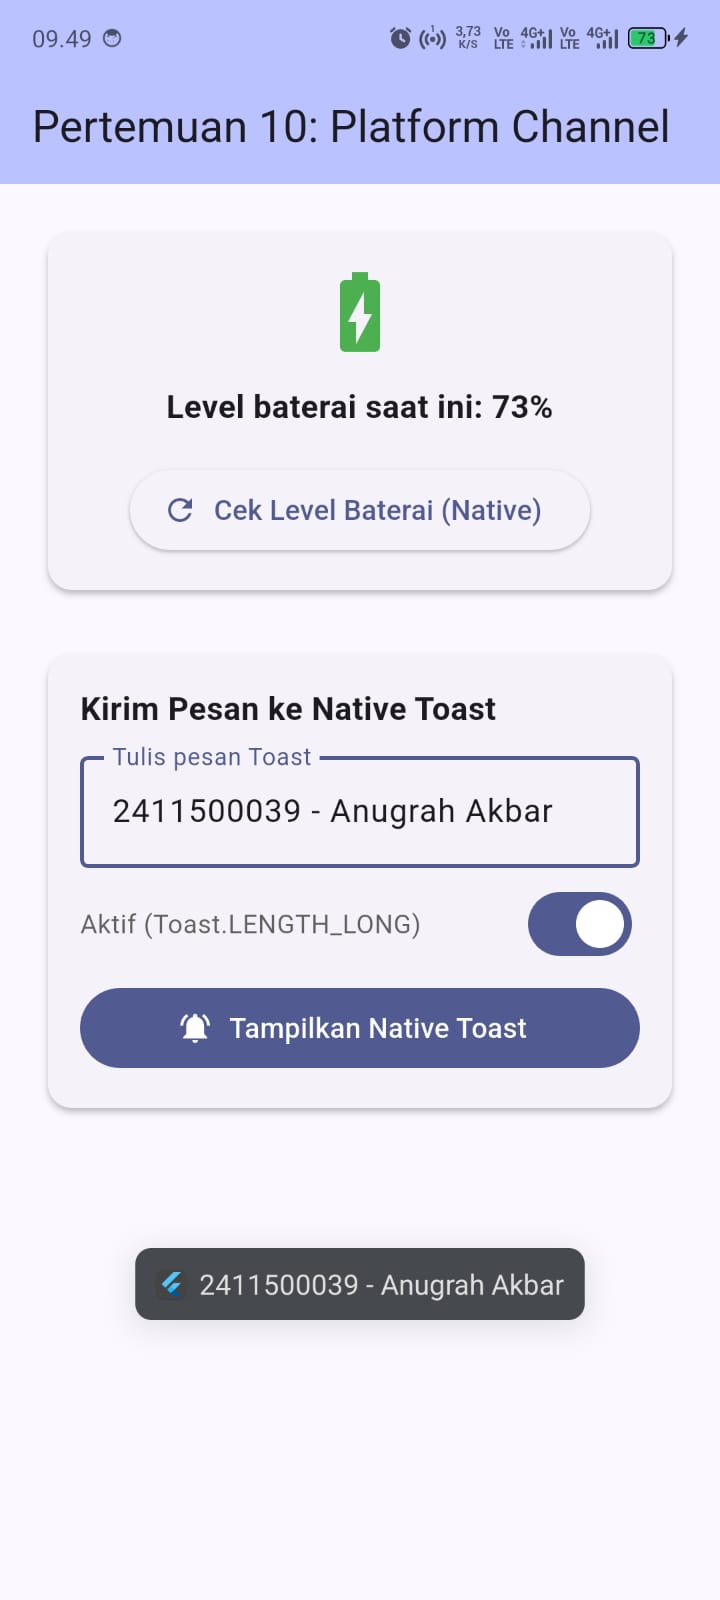 09.49
1
3,73 K/S
Vo LTE
4G+
Vo LTE
4G+
73
Pertemuan 10: Platform Channel
Level baterai saat ini: 73%
Cek Level Baterai (Native)
Kirim Pesan ke Native Toast
Tulis pesan Toast
2411500039 - Anugrah Akbar
Aktif (Toast.LENGTH_LONG)
Tampilkan Native Toast
2411500039 - Anugrah Akbar